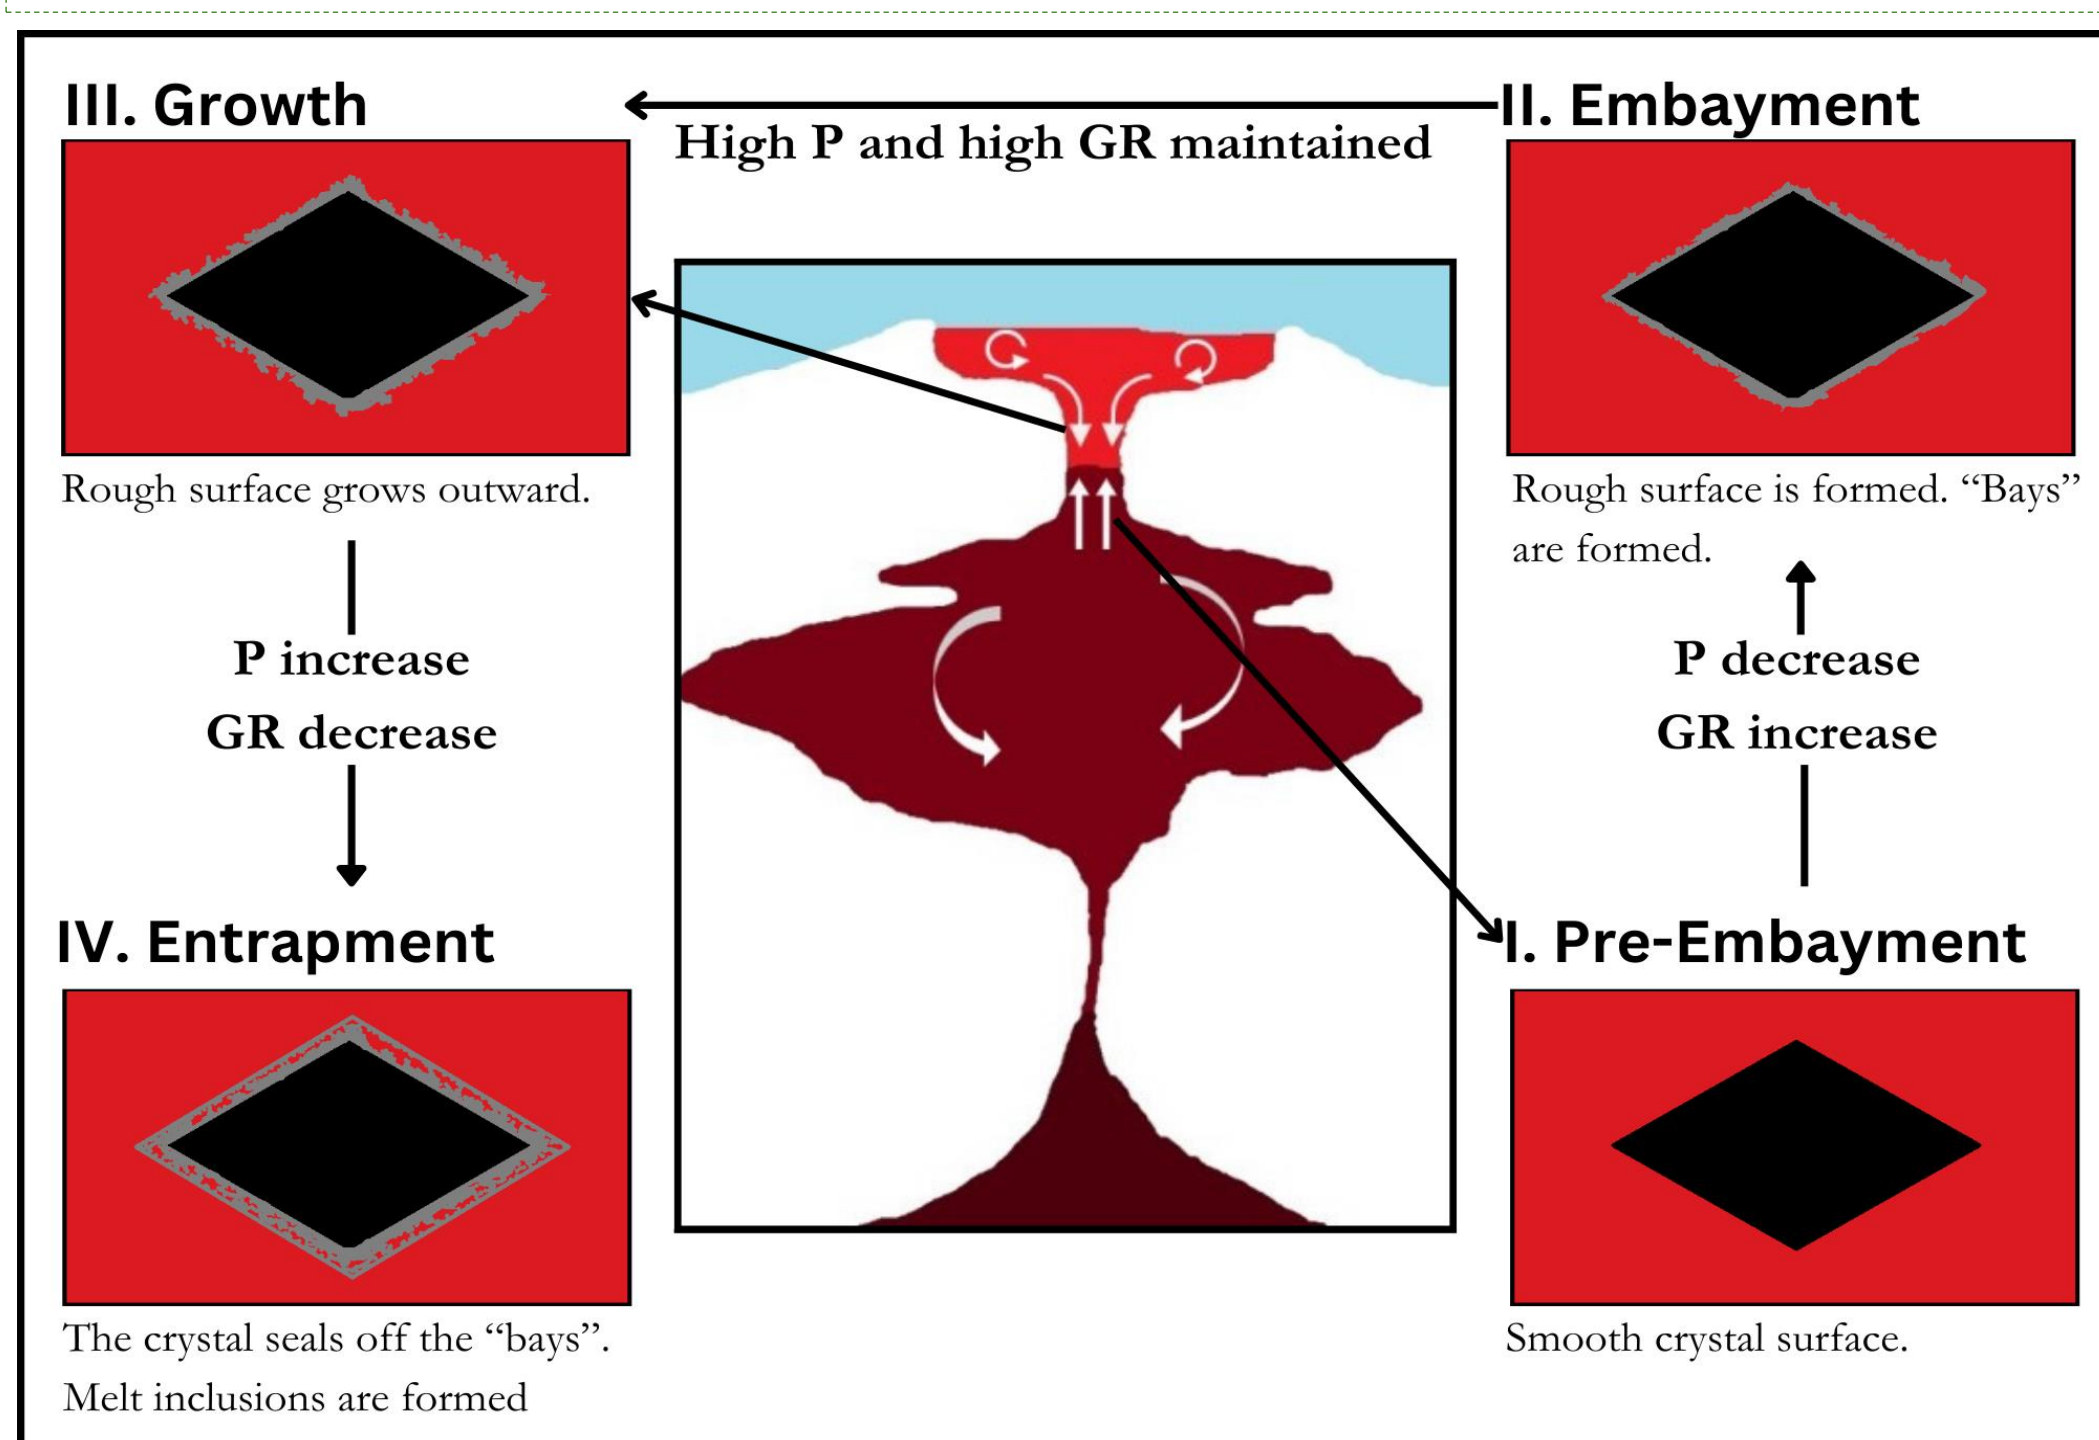 III. Growth
II. Embayment
High P and high GR maintained
Rough surface grows outward.
Rough surface is formed. “Bays”
are formed.
P increase
GR decrease
P decrease
GR increase
IV. Entrapment
I. Pre-Embayment
The crystal seals off the “bays”.
Melt inclusions are formed
Smooth crystal surface.